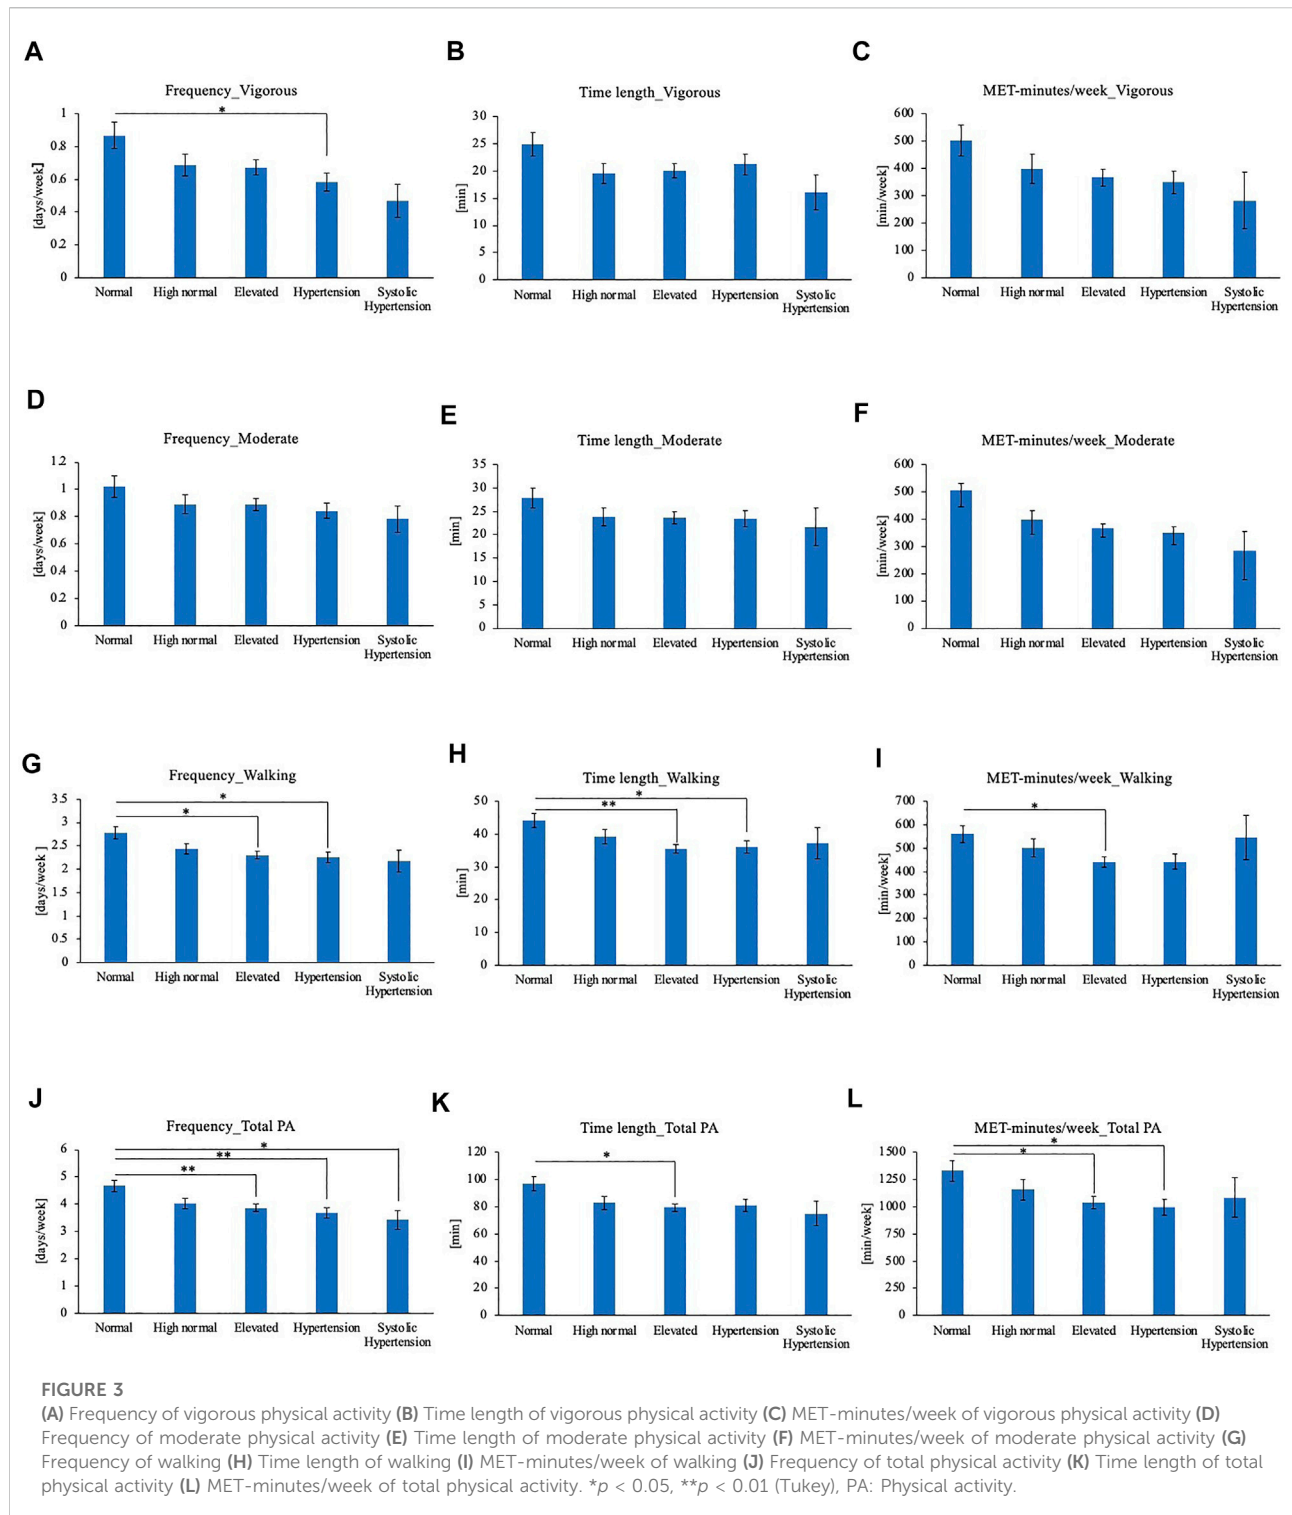 A
Frequency_Vigorous
*
1
0.8
0.6
0.4
0.2
0
[days/week]
Normal High normal Elevated Hypertension Systolic Hypertension
B
Time length_Vigorous
30
25
20
15
10
5
0
[min]
Normal High normal Elevated Hypertension Systolic Hypertension
C
MET-minutes/week_Vigorous
600
500
400
300
200
100
0
[min/week]
Normal High normal Elevated Hypertension Systolic Hypertension
D
Frequency_Moderate
1.2
1
0.8
0.6
0.4
0.2
0
[days/week]
Normal High normal Elevated Hypertension Systolic Hypertension
E
Time length_Moderate
35
30
25
20
15
10
5
0
[min]
Normal High normal Elevated Hypertension Systolic Hypertension
F
MET-minutes/week_Moderate
600
500
400
300
200
100
0
[min/week]
Normal High normal Elevated Hypertension Systolic Hypertension
G
Frequency_Walking
*
*
3.5
3
2.5
2
1.5
1
0.5
0
[days/week ]
Normal High normal Elevated Hypertension Systolic Hypertension
H
Time length_Walking
*
**
50
40
30
20
10
0
[min]
Normal High normal Elevated Hypertension Systolic Hypertension
I
MET-minutes/week_Walking
*
700
600
500
400
300
200
100
0
[min/week]
Normal High normal Elevated Hypertension Systolic Hypertension
J
Frequency_Total PA
*
**
**
6
5
4
3
2
1
0
[days/week]
Normal High normal Elevated Hypertension Systolic Hypertension
K
Time length_Total PA
*
120
100
80
60
40
20
0
[min]
Normal High normal Elevated Hypertension Systolic Hypertension
L
MET-minutes/week_Total PA
*
*
1500
1250
1000
750
500
250
0
[min/week]
Normal High normal Elevated Hypertension Systolic Hypertension
FIGURE 3
(A) Frequency of vigorous physical activity (B) Time length of vigorous physical activity (C) MET-minutes/week of vigorous physical activity (D)
Frequency of moderate physical activity (E) Time length of moderate physical activity (F) MET-minutes/week of moderate physical activity (G)
Frequency of walking (H) Time length of walking (I) MET-minutes/week of walking (J) Frequency of total physical activity (K) Time length of total
physical activity (L) MET-minutes/week of total physical activity. *p < 0.05, **p < 0.01 (Tukey), PA: Physical activity.